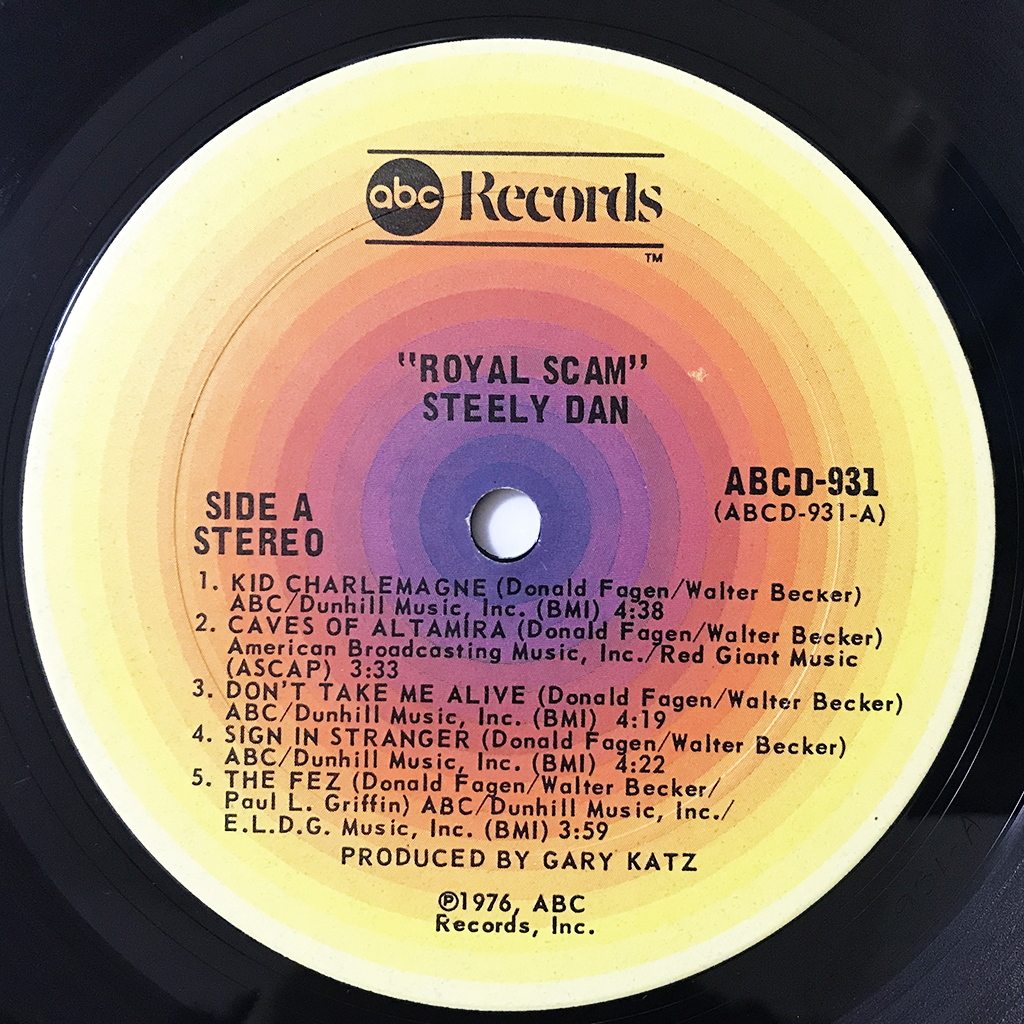 abc Records
TM
"ROYAL SCAM"
STEELY DAN
SIDE A
STEREO
ABCD-931
(ABCD-931-A)
1. KID CHARLEMAGNE (Donald Fagen/Walter Becker)
ABC/Dunhill Music, Inc. (BMI) 4:38
2. CAVES OF ALTAMIRA (Donald Fagen/Walter Becker)
American Broadcasting Music, Inc./Red Giant Music
(ASCAP) 3:33
3. DON'T TAKE ME ALIVE (Donald Fagen/Walter Becker)
ABC/Dunhill Music, Inc. (BMI) 4:19
4. SIGN IN STRANGER (Donald Fagen/Walter Becker)
ABC/Dunhill Music, Inc. (BMI) 4:22
5. THE FEZ (Donald Fagen/Walter Becker/
Paul L. Griffin) ABC/Dunhill Music, Inc./
E.L.D.G. Music, Inc. (BMI) 3:59
PRODUCED BY GARY KATZ
℗1976, ABC
Records, Inc.